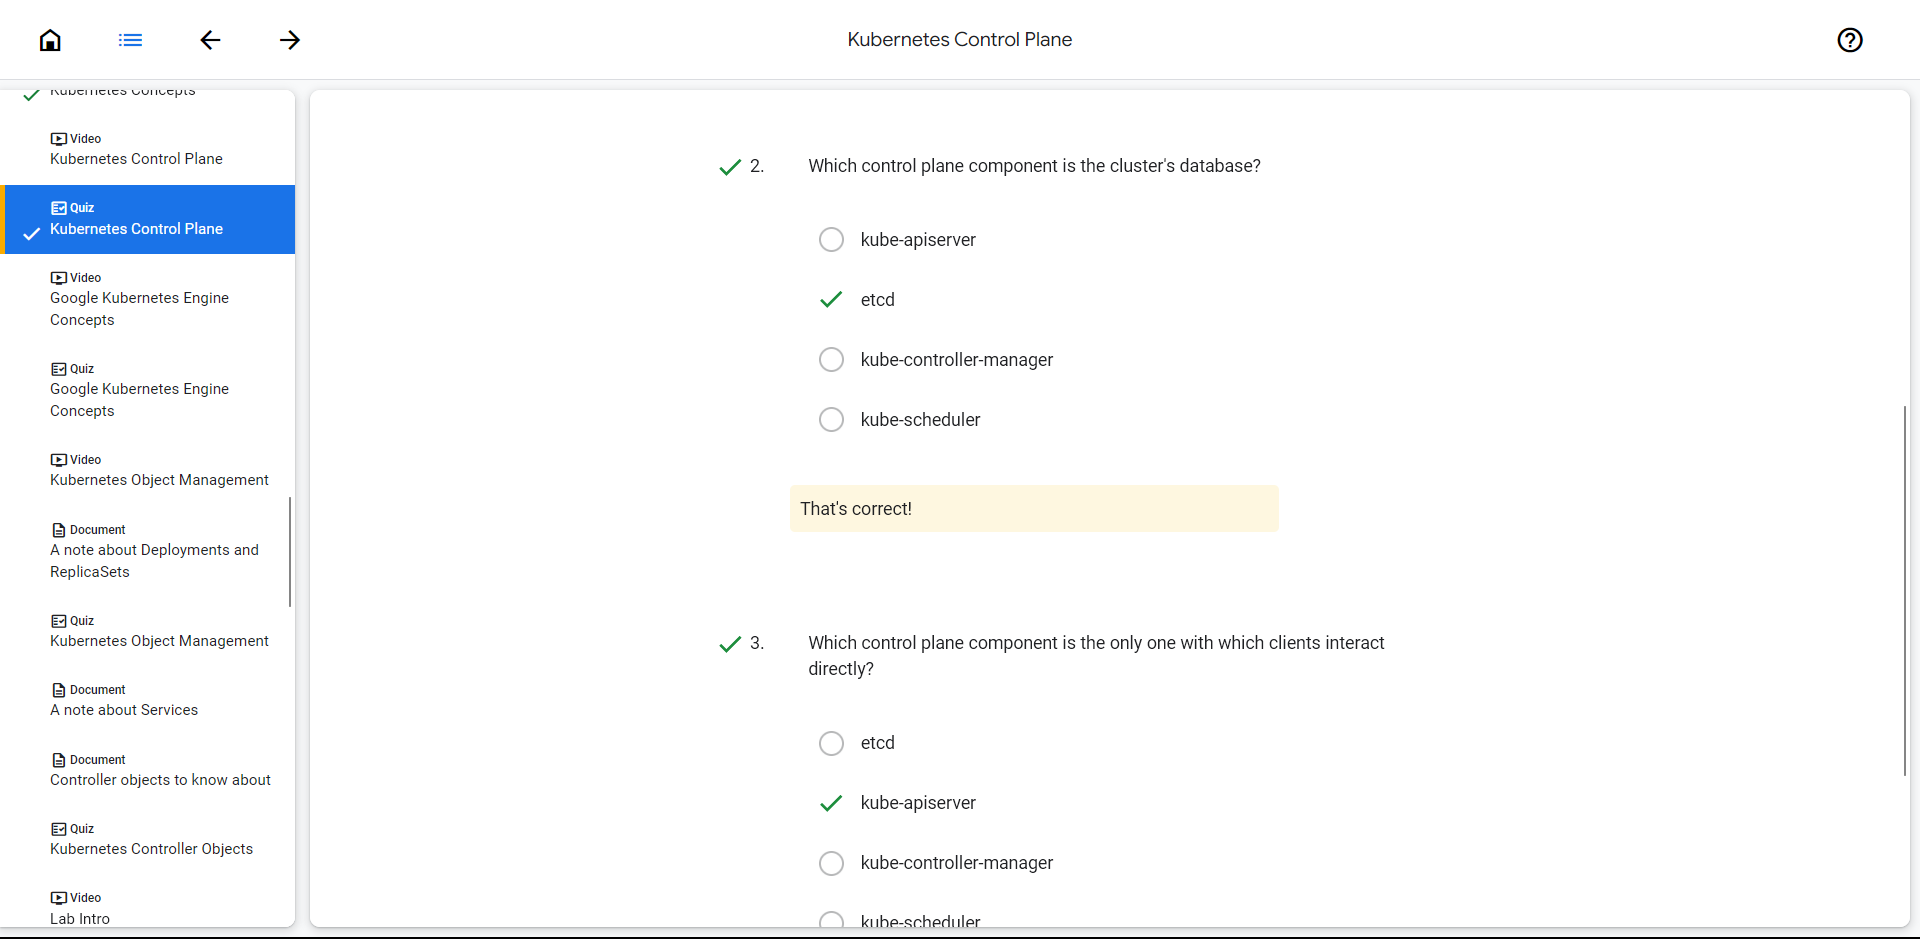 Kubernetes Control Plane
Kubernetes Concepts
Video
Kubernetes Control Plane
Quiz
Kubernetes Control Plane
Video
Google Kubernetes Engine
Concepts
Quiz
Google Kubernetes Engine
Concepts
Video
Kubernetes Object Management
Document
A note about Deployments and
ReplicaSets
Quiz
Kubernetes Object Management
Document
A note about Services
Document
Controller objects to know about
Quiz
Kubernetes Controller Objects
Video
Lab Intro
2. Which control plane component is the cluster's database?
kube-apiserver
etcd
kube-controller-manager
kube-scheduler
That's correct!
3. Which control plane component is the only one with which clients interact
directly?
etcd
kube-apiserver
kube-controller-manager
kube-scheduler